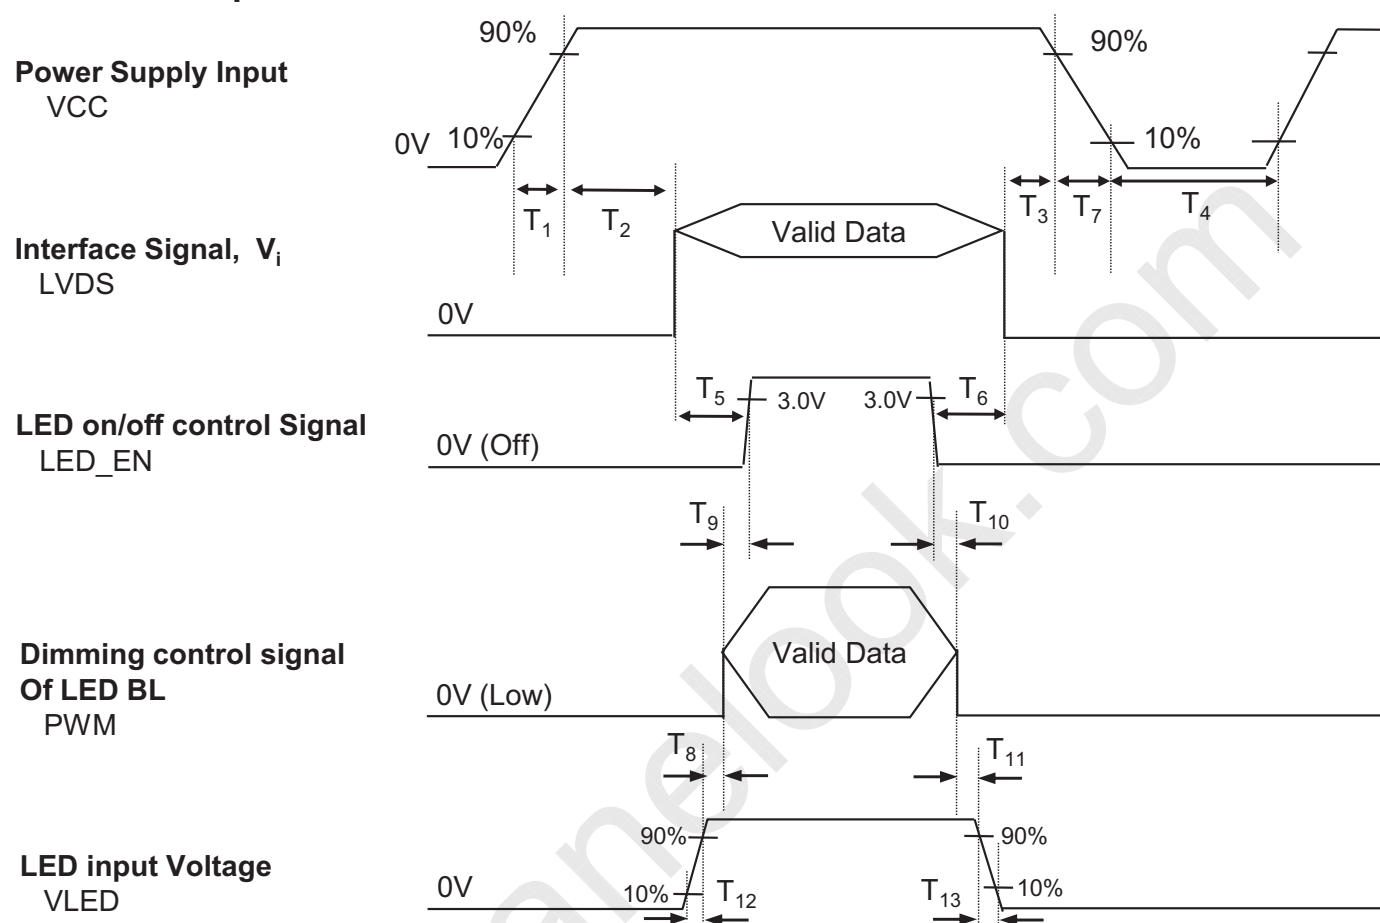 90%
90%
Power Supply Input
VCC
0V 10%
10%
T1 T2 T3 T7 T4
Interface Signal, Vi
LVDS
Valid Data
0V
T5 3.0V 3.0V T6
LED on/off control Signal
LED_EN
0V (Off)
T9 T10
Dimming control signal
Of LED BL
PWM
Valid Data
0V (Low)
T8 T11
90% 90%
LED input Voltage
VLED
0V
10% T12 T13 10%